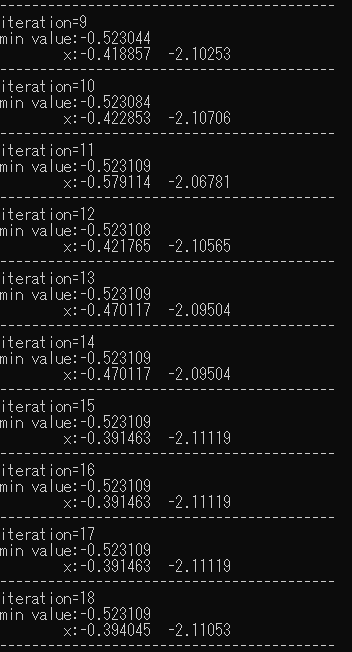 --------------------------------------------
iteration=9
min value:-0.523044
x:-0.418857 -2.10253
--------------------------------------------
iteration=10
min value:-0.523084
x:-0.422853 -2.10706
--------------------------------------------
iteration=11
min value:-0.523109
x:-0.579114 -2.06781
--------------------------------------------
iteration=12
min value:-0.523108
x:-0.421765 -2.10565
--------------------------------------------
iteration=13
min value:-0.523109
x:-0.470117 -2.09504
--------------------------------------------
iteration=14
min value:-0.523109
x:-0.470117 -2.09504
--------------------------------------------
iteration=15
min value:-0.523109
x:-0.391463 -2.11119
--------------------------------------------
iteration=16
min value:-0.523109
x:-0.391463 -2.11119
--------------------------------------------
iteration=17
min value:-0.523109
x:-0.391463 -2.11119
--------------------------------------------
iteration=18
min value:-0.523109
x:-0.394045 -2.11053
--------------------------------------------